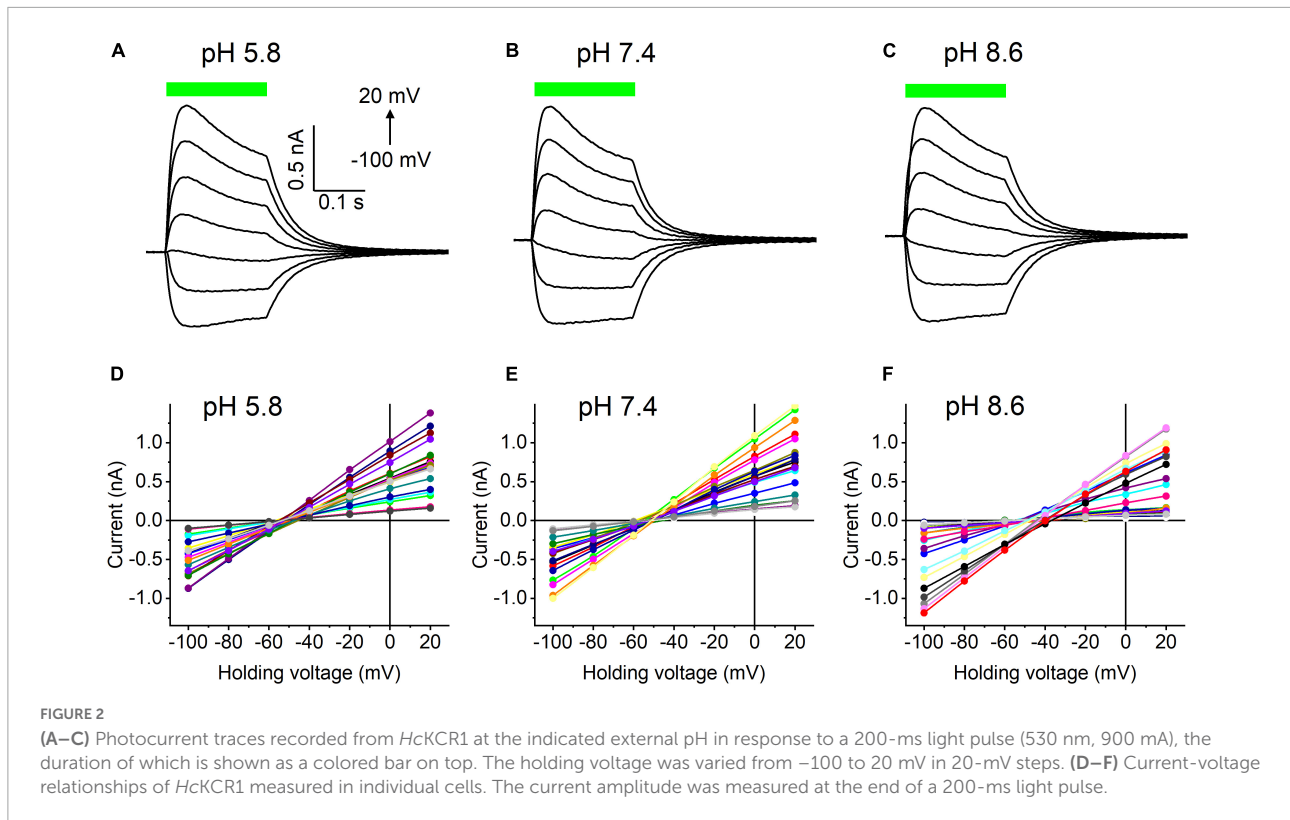 A
pH 5.8
B
pH 7.4
C
pH 8.6
20 mV
-100 mV
0.5 nA
0.1 s
D
pH 5.8
Current (nA)
1.0
0.5
0.0
-0.5
-1.0
-100 -80 -60 -40 -20 0 20
Holding voltage (mV)
E
pH 7.4
Current (nA)
1.0
0.5
0.0
-0.5
-1.0
-100 -80 -60 -40 -20 0 20
Holding voltage (mV)
F
pH 8.6
Current (nA)
1.0
0.5
0.0
-0.5
-1.0
-100 -80 -60 -40 -20 0 20
Holding voltage (mV)
FIGURE 2
(A–C) Photocurrent traces recorded from HcKCR1 at the indicated external pH in response to a 200-ms light pulse (530 nm, 900 mA), the
duration of which is shown as a colored bar on top. The holding voltage was varied from –100 to 20 mV in 20-mV steps. (D–F) Current-voltage
relationships of HcKCR1 measured in individual cells. The current amplitude was measured at the end of a 200-ms light pulse.